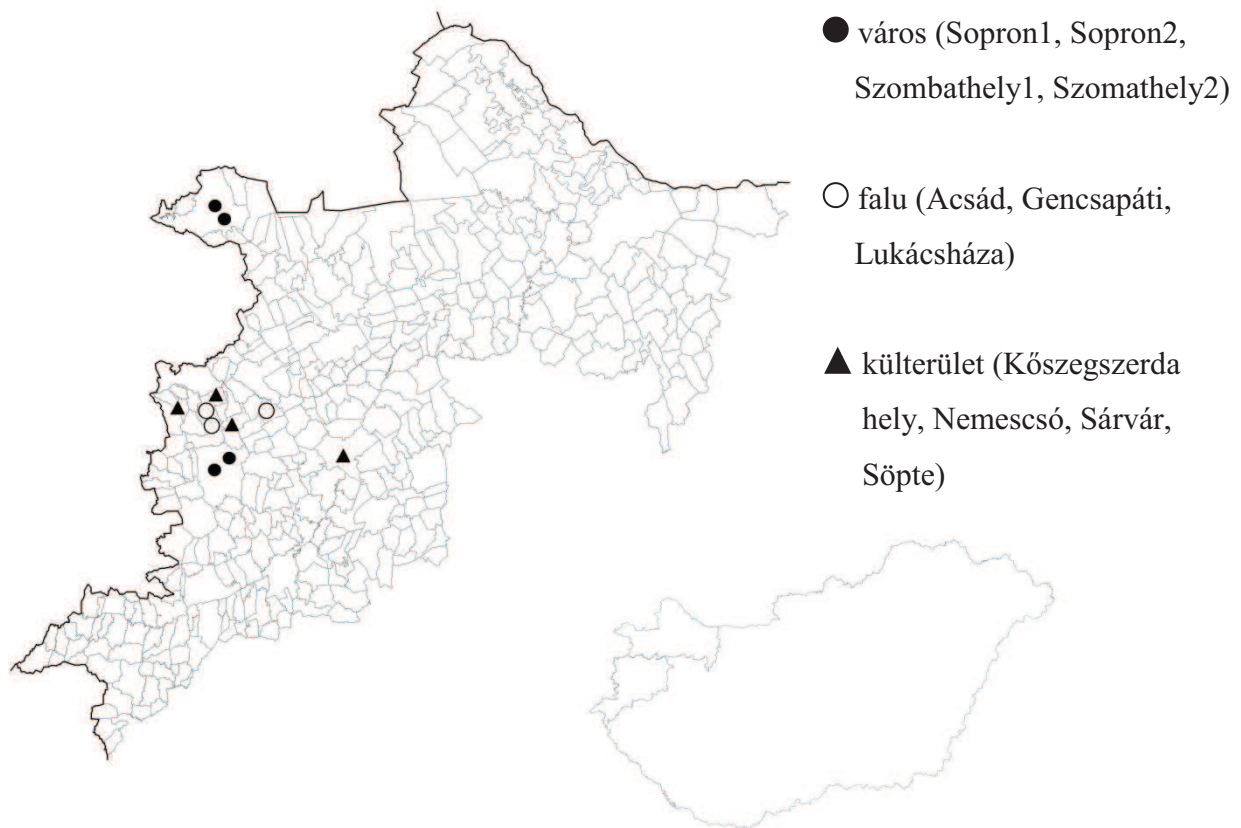 város (Sopron1, Sopron2,
Szombathely1, Szomathely2)
falu (Acsád, Gencsapáti,
Lukácsháza)
külterület (Kőszegszerda
hely, Nemescsó, Sárvár,
Söpte)